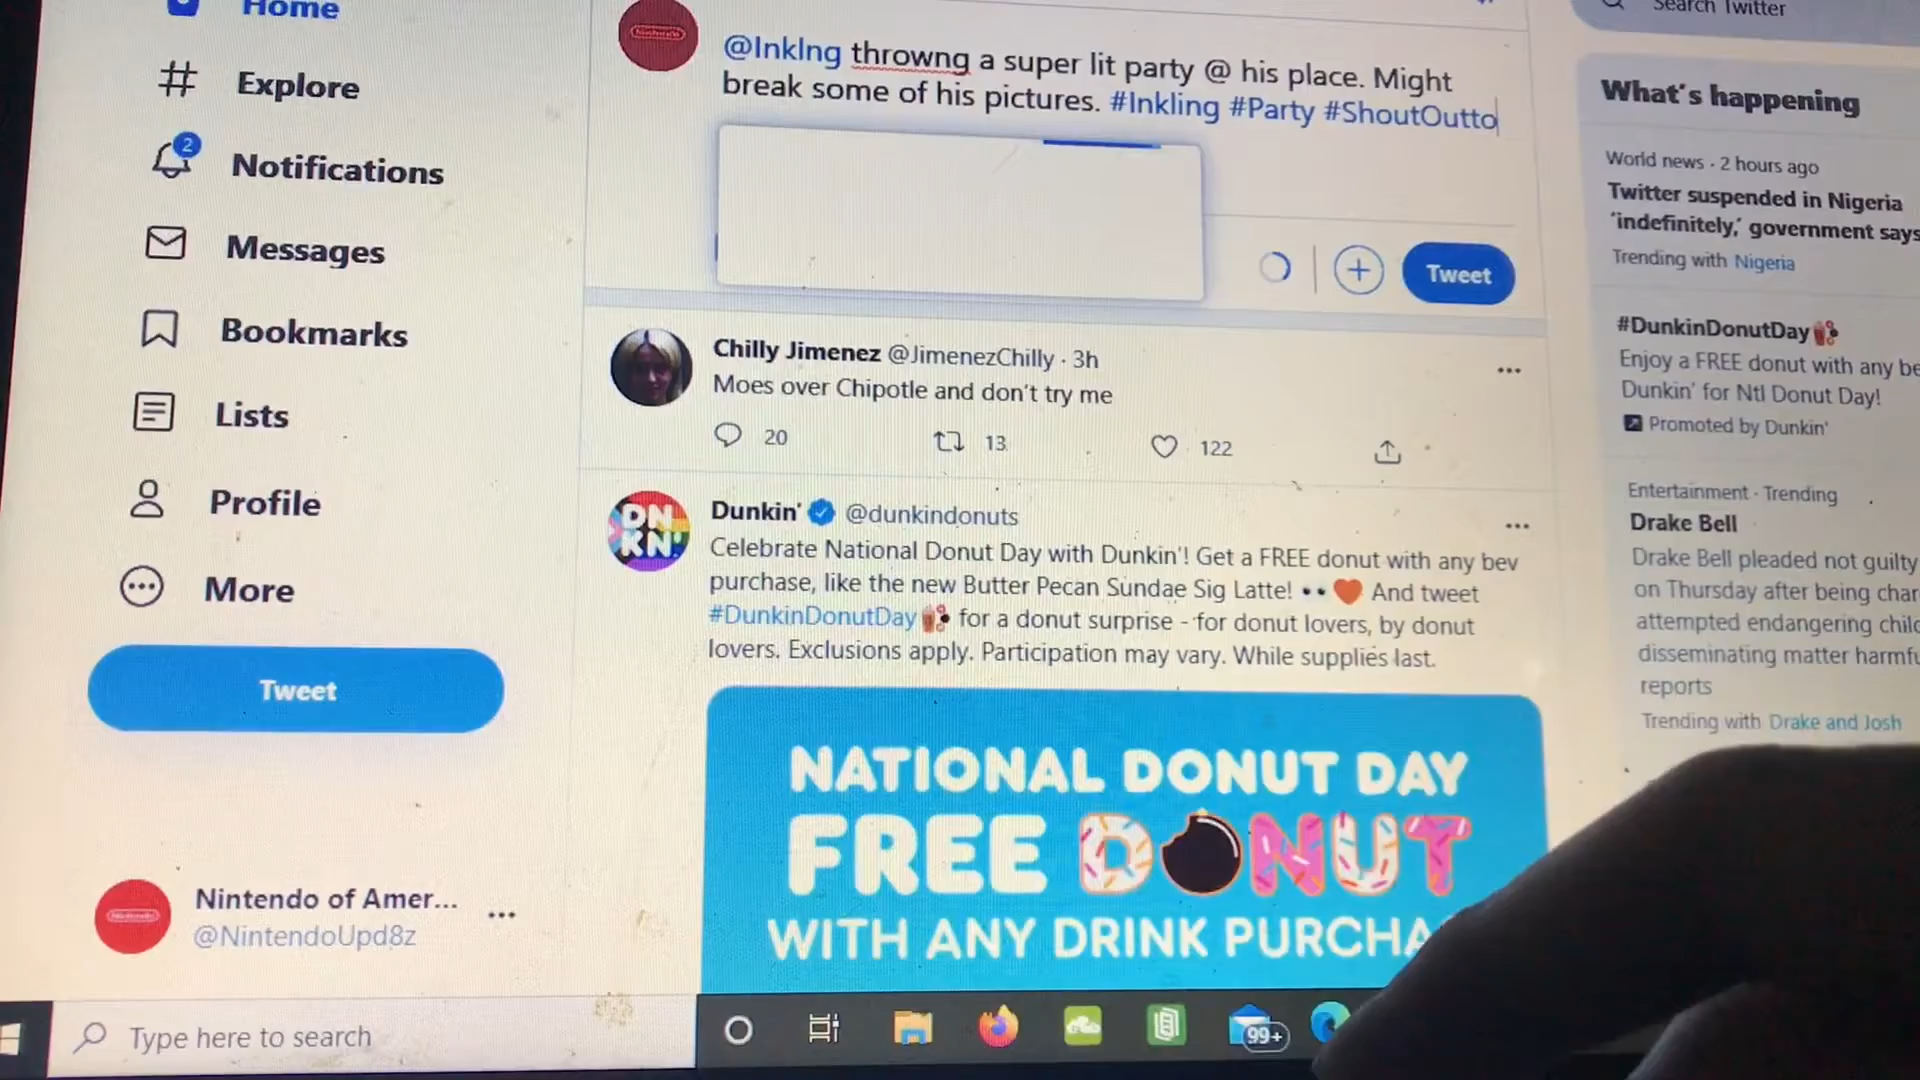 Home
Explore
2
Notifications
Messages
Bookmarks
Lists
Profile
More
Tweet
Nintendo of Amer...
@NintendoUpd8z
Nintendo
@InkIng throwng a super lit party @ his place. Might
break some of his pictures. #Inkling #Party #ShoutOutto
Tweet
Chilly Jimenez @JimenezChilly · 3h
Moes over Chipotle and don't try me
20
13
122
DN
KN'
Dunkin' @dunkindonuts
Celebrate National Donut Day with Dunkin'! Get a FREE donut with any bev
purchase, like the new Butter Pecan Sundae Sig Latte! And tweet
#DunkinDonutDay for a donut surprise - for donut lovers, by donut
lovers. Exclusions apply. Participation may vary. While supplies last.
NATIONAL DONUT DAY
FREE DONUT
WITH ANY DRINK PURCHA
Search Twitter
What's happening
World news · 2 hours ago
Twitter suspended in Nigeria
'indefinitely,' government says
Trending with Nigeria
#DunkinDonutDay
Enjoy a FREE donut with any be
Dunkin' for Ntl Donut Day!
Promoted by Dunkin'
Entertainment · Trending
Drake Bell
Drake Bell pleaded not guilty
on Thursday after being char
attempted endangering chilc
disseminating matter harmfu
reports
Trending with Drake and Josh
Type here to search
99+